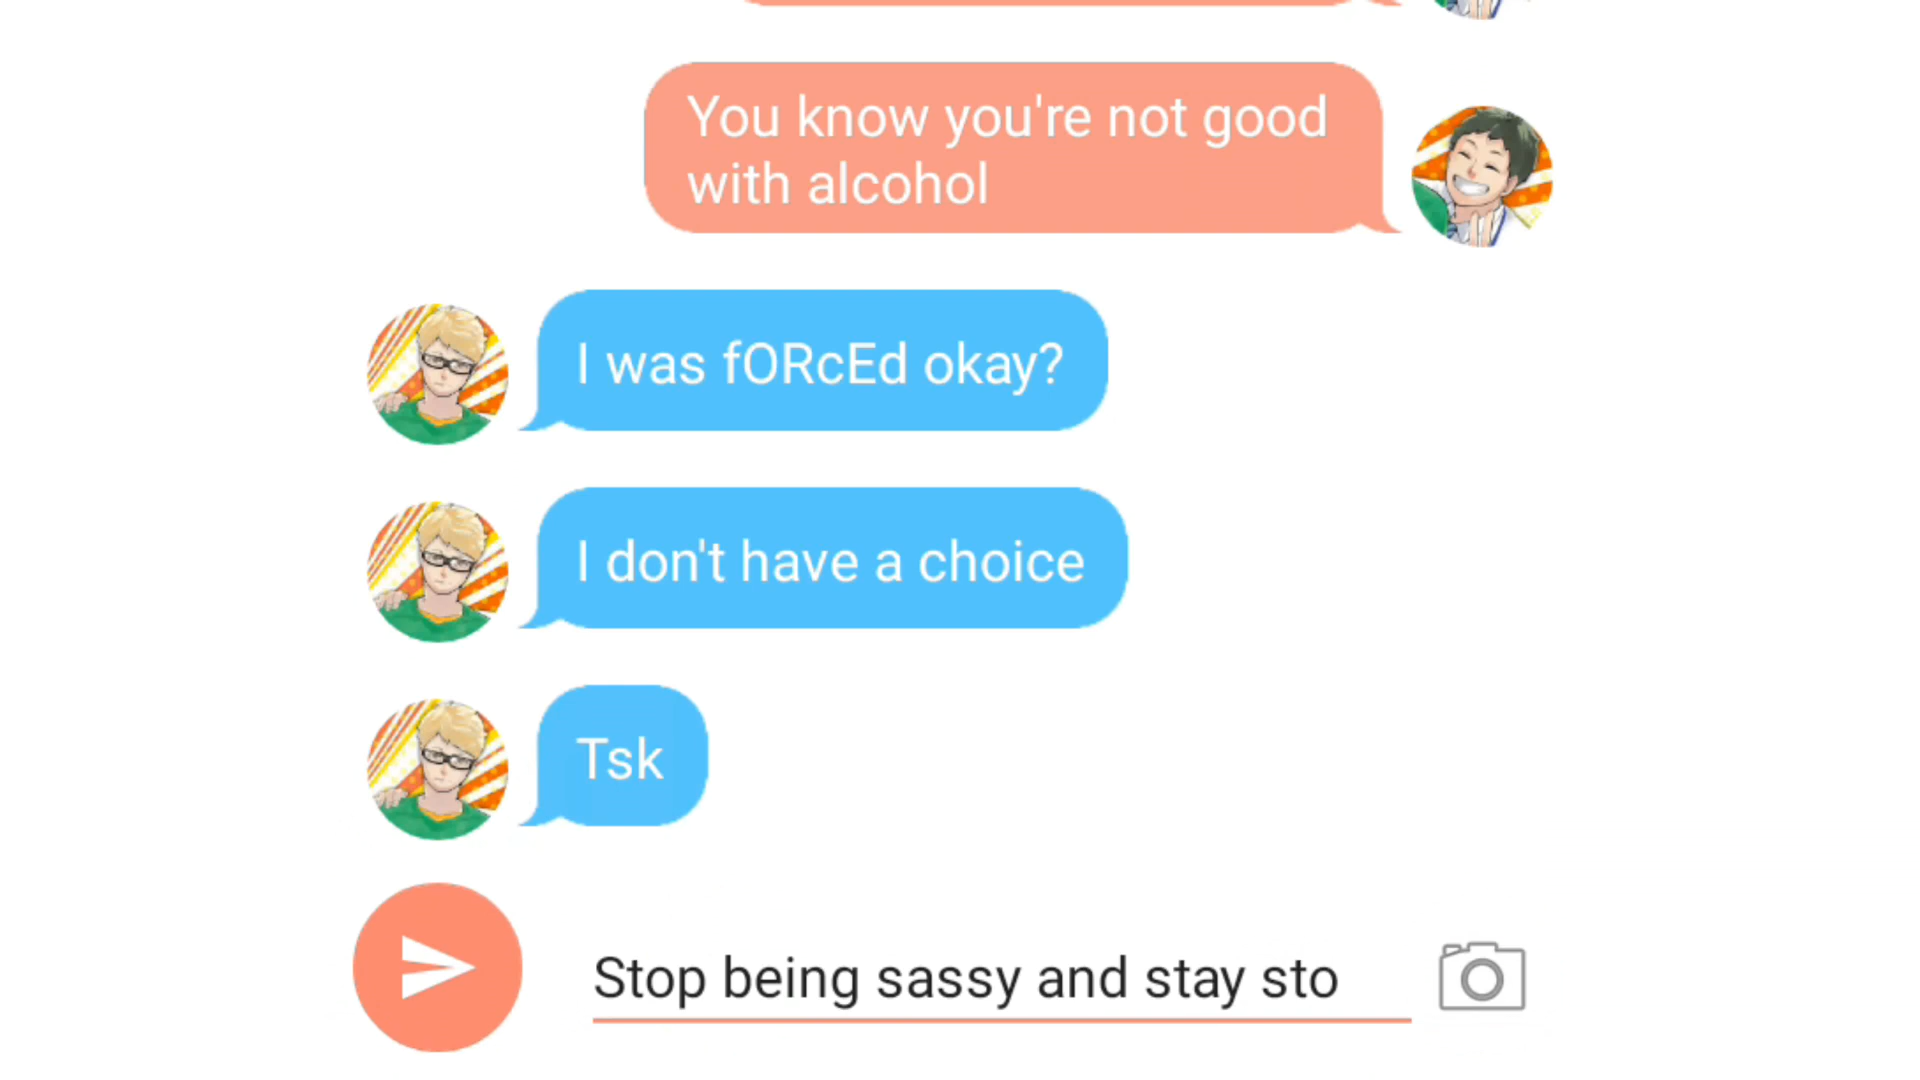 You know you're not good
with alcohol
I was fORcEd okay?
I don't have a choice
Tsk
Stop being sassy and stay sto